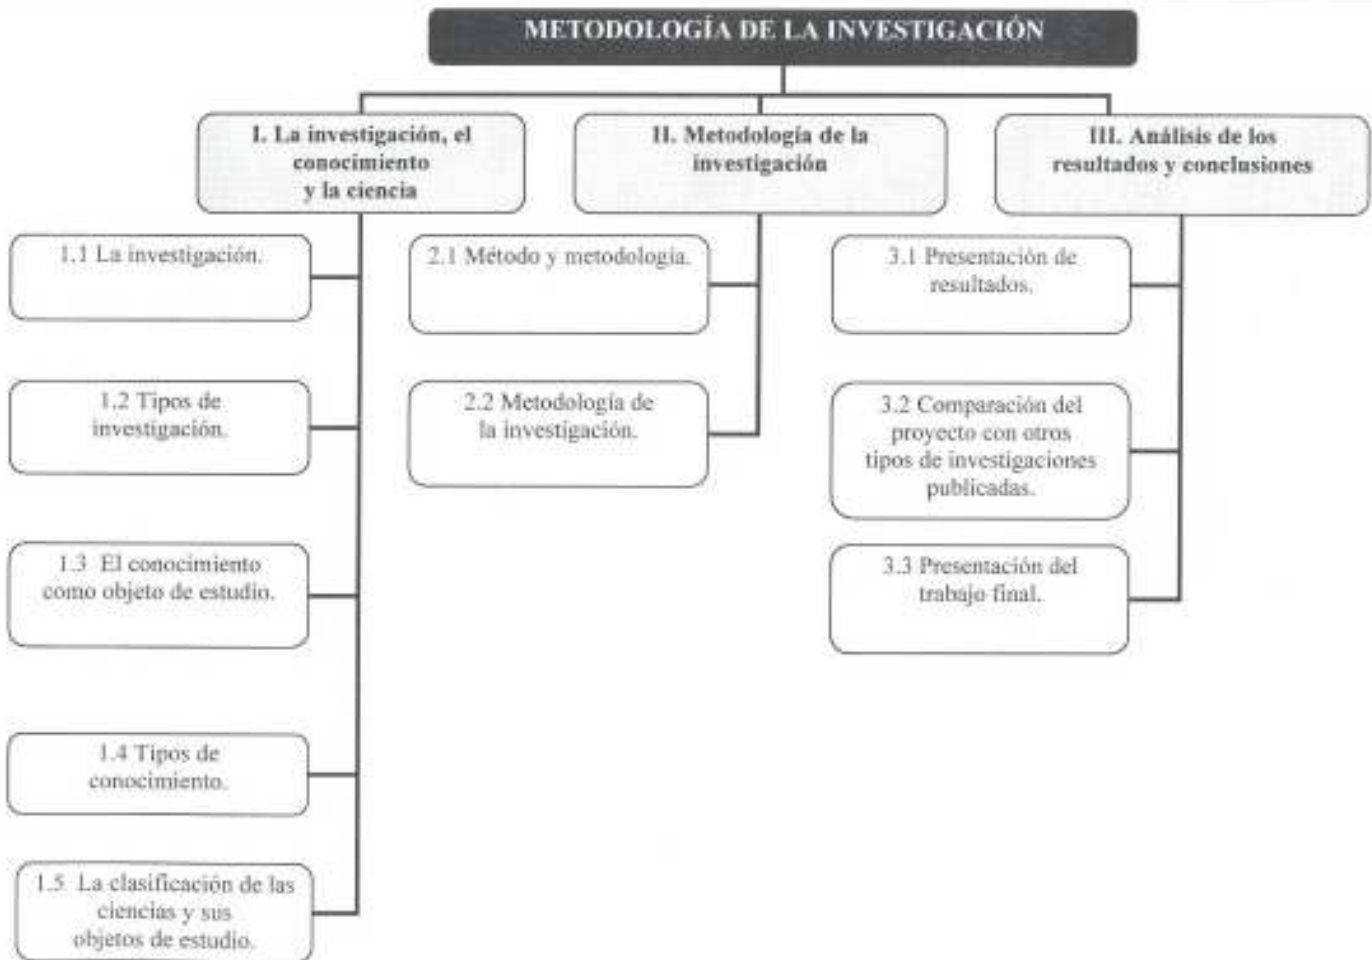 METODOLOGÍA DE LA INVESTIGACIÓN
I. La investigación, el
conocimiento
y la ciencia
1.1 La investigación.
1.2 Tipos de
investigación.
1.3 El conocimiento
como objeto de estudio.
1.4 Tipos de
conocimiento.
1.5 La clasificación de las
ciencias y sus
objetos de estudio.
II. Metodología de la
investigación
2.1 Método y metodología.
2.2 Metodología de
la investigación.
III. Análisis de los
resultados y conclusiones
3.1 Presentación de
resultados.
3.2 Comparación del
proyecto con otros
tipos de investigaciones
publicadas.
3.3 Presentación del
trabajo final.